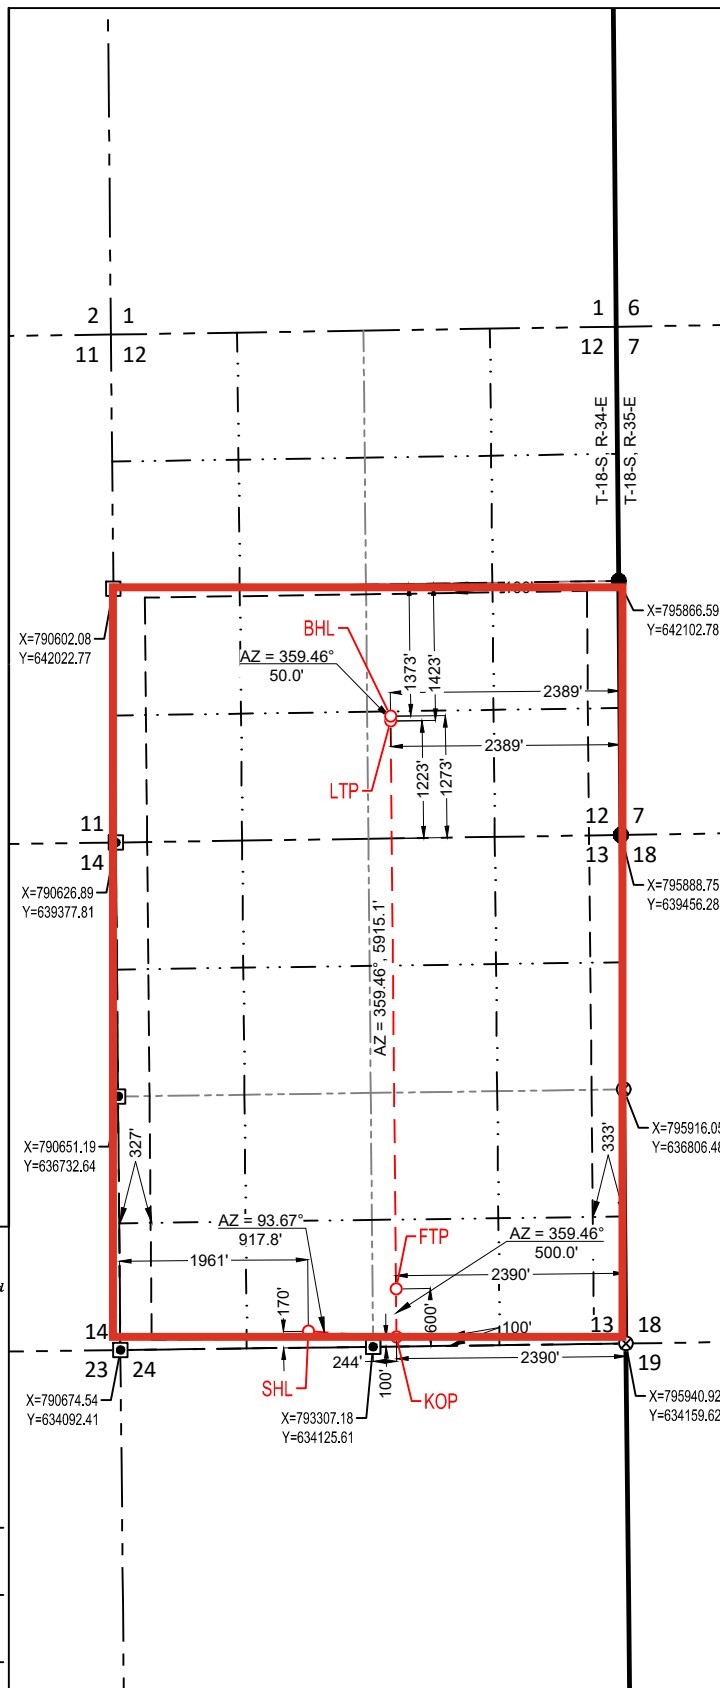 2 1
1 6
11 12
12 7
T-18-S, R-34-E
T-18-S, R-35-E
X=790602.08
Y=642022.77
X=795866.59
Y=642102.78
BHL
AZ = 359.46°
50.0'
1373'
1423'
2389'
2389'
LTP
1223'
1273'
11
14
12 7
13 18
X=790626.89
Y=639377.81
X=795888.75
Y=639456.28
AZ = 359.46°, 5915.1'
X=790651.19
Y=636732.64
327'
333'
X=795916.05
Y=636806.48
AZ = 93.67°
917.8'
FTP
AZ = 359.46°
500.0'
1961'
2390'
170'
600'
100'
14
13 18
23 24
19
244'
100'
2390'
SHL
KOP
X=790674.54
Y=634092.41
X=793307.18
Y=634125.61
X=795940.92
Y=634159.62